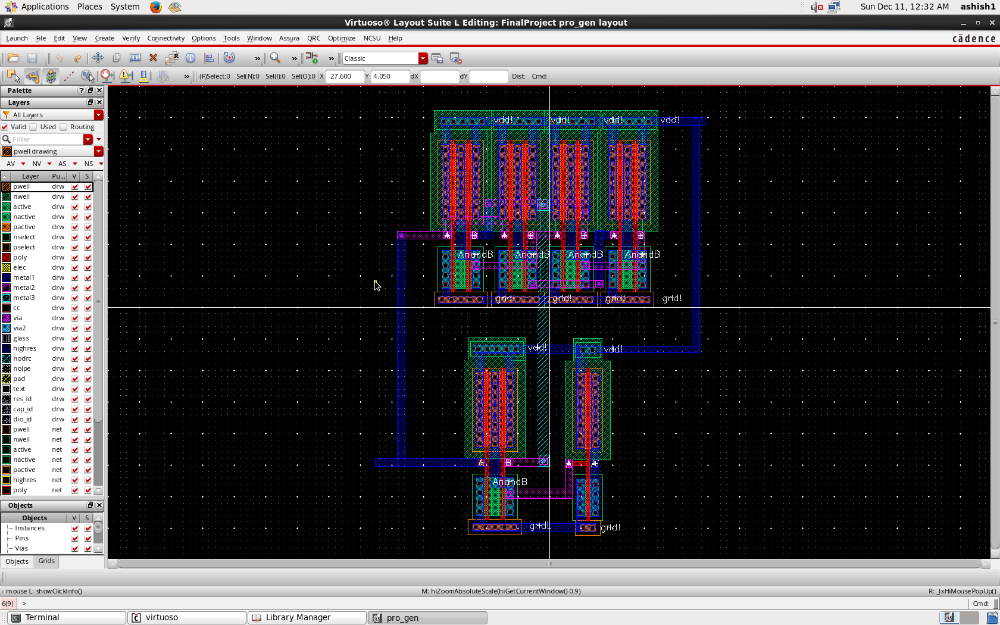 Applications Places System Sun Dec 11, 12:32 AM ashish1
Virtuoso® Layout Suite L Editing: FinalProject pro_gen layout
Launch File Edit View Create Verify Connectivity Options Tools Window Assura QRC Optimize NCSU Help cādence
» » » Classic
» (F)Select:0 Sel(N):0 Sel(I):0 Sel(O):0 X -27.600 Y 4.050 dX dY Dist: Cmd:
Palette
Layers
All Layers
Valid Used Routing
Filter
pwell drawing
AV NV AS NS
Layer Pu... V S
pwell drw
nwell drw
active drw
nactive drw
pactive drw
nselect drw
pselect drw
poly drw
elec drw
metal1 drw
metal2 drw
metal3 drw
cc drw
via drw
via2 drw
glass drw
highres drw
nodrc drw
nolpe drw
pad drw
text drw
res_id drw
cap_id drw
dio_id drw
pwell net
nwell net
active net
nactive net
pactive net
highres net
poly net
Objects
Objects V S
Instances
Pins
Vias
Objects Grids
vdd! vdd! vdd! vdd!
A B A B A B A B
AnandB AnandB AnandB AnandB
gnd! gnd! gnd! gnd!
vdd! vdd!
A B A Ai
AnandB
gnd! gnd!
mouse L: showClickInfo() M: hiZoomAbsoluteScale(hiGetCurrentWindow() 0.9) R: _lxHiMousePopUp()
6(9) > Cmd:
Terminal virtuoso Library Manager pro_gen